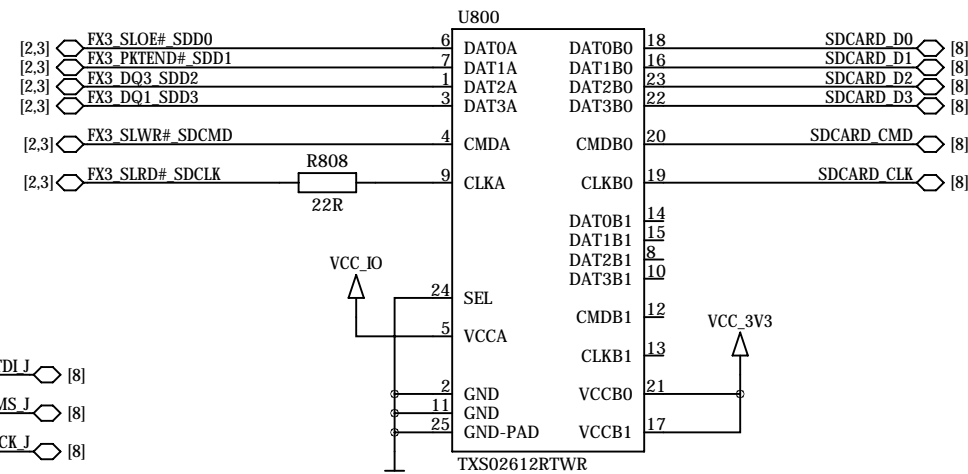 U800
[2,3] FX3_SLOE#_SDD0 6 DAT0A DAT0B0 18 SDCARD_D0 [8]
[2,3] FX3_PKTEND#_SDD1 7 DAT1A DAT1B0 16 SDCARD_D1 [8]
[2,3] FX3_DQ3_SDD2 1 DAT2A DAT2B0 23 SDCARD_D2 [8]
[2,3] FX3_DQ1_SDD3 3 DAT3A DAT3B0 22 SDCARD_D3 [8]
[2,3] FX3_SLWR#_SDCMD 4 CMDA CMDB0 20 SDCARD_CMD [8]
R808
[2,3] FX3_SLRD#_SDCLK 9 CLKA CLKB0 19 SDCARD_CLK [8]
22R
DAT0B1 14
DAT1B1 15
DAT2B1 8
DAT3B1 10
VCC_IO
24 SEL
CMDB1 12
VCC_3V3
5 VCCA
CLKB1 13
TDI_J [8]
2 GND VCCB0 21
MS_J [8]
11 GND
25 GND-PAD VCCB1 17
CK_J [8]
TXS02612RTWR